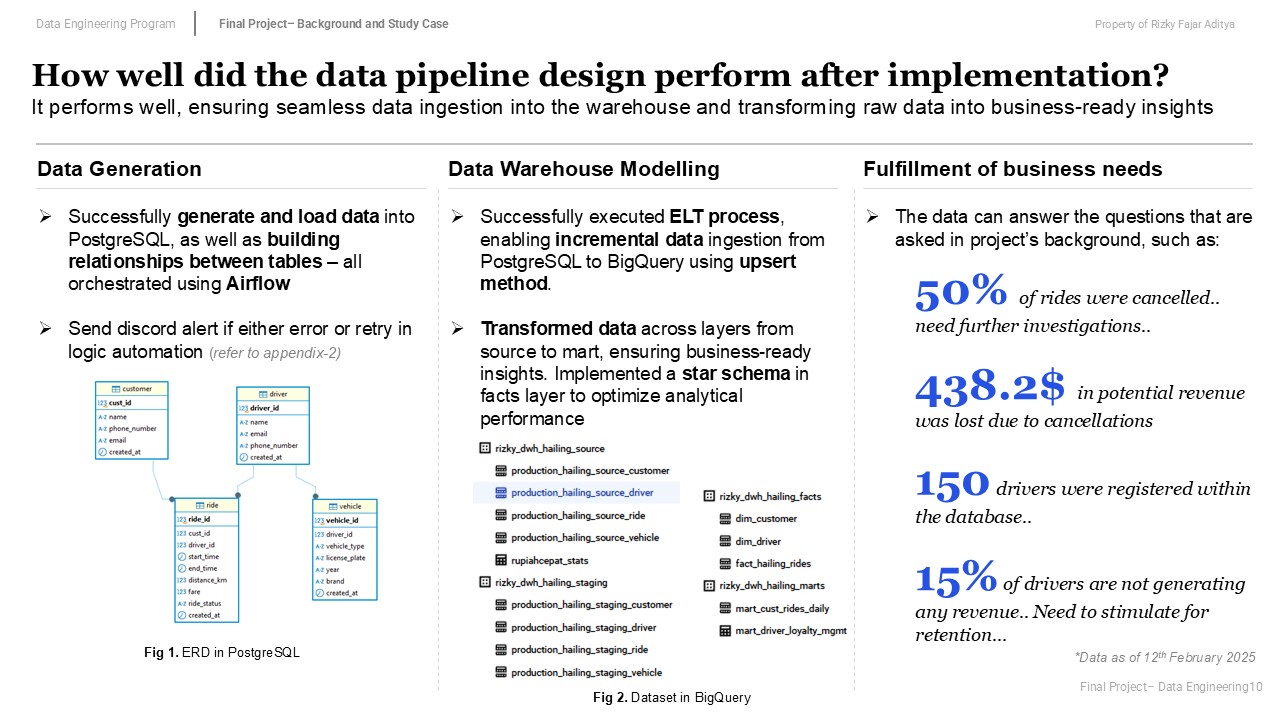 Data Engineering Program
Final Project– Background and Study Case
Property of Rizky Fajar Aditya
How well did the data pipeline design perform after implementation?
It performs well, ensuring seamless data ingestion into the warehouse and transforming raw data into business-ready insights
Data Generation
➢ Successfully generate and load data into
PostgreSQL, as well as building
relationships between tables – all
orchestrated using Airflow
➢ Send discord alert if either error or retry in
logic automation (refer to appendix-2)
customer
123 cust_id
A-Z name
A-Z phone_number
A-Z email
created_at
driver
123 driver_id
A-Z name
A-Z email
A-Z phone_number
created_at
ride
123 ride_id
123 cust_id
123 driver_id
start_time
end_time
123 distance_km
123 fare
A-Z ride_status
created_at
vehicle
123 vehicle_id
123 driver_id
A-Z vehicle_type
A-Z license_plate
A-Z year
A-Z brand
created_at
Fig 1. ERD in PostgreSQL
Data Warehouse Modelling
➢ Successfully executed ELT process,
enabling incremental data ingestion from
PostgreSQL to BigQuery using upsert
method.
➢ Transformed data across layers from
source to mart, ensuring business-ready
insights. Implemented a star schema in
facts layer to optimize analytical
performance
rizky_dwh_hailing_source
production_hailing_source_customer
production_hailing_source_driver
production_hailing_source_ride
production_hailing_source_vehicle
rupiahcepat_stats
rizky_dwh_hailing_staging
production_hailing_staging_customer
production_hailing_staging_driver
production_hailing_staging_ride
production_hailing_staging_vehicle
rizky_dwh_hailing_facts
dim_customer
dim_driver
fact_hailing_rides
rizky_dwh_hailing_marts
mart_cust_rides_daily
mart_driver_loyalty_mgmt
Fig 2. Dataset in BigQuery
Fulfillment of business needs
➢ The data can answer the questions that are
asked in project's background, such as:
50% of rides were cancelled..
need further investigations..
438.2$ in potential revenue
was lost due to cancellations
150 drivers were registered within
the database..
15% of drivers are not generating
any revenue.. Need to stimulate for
retention...
*Data as of 12th February 2025
Final Project– Data Engineering10